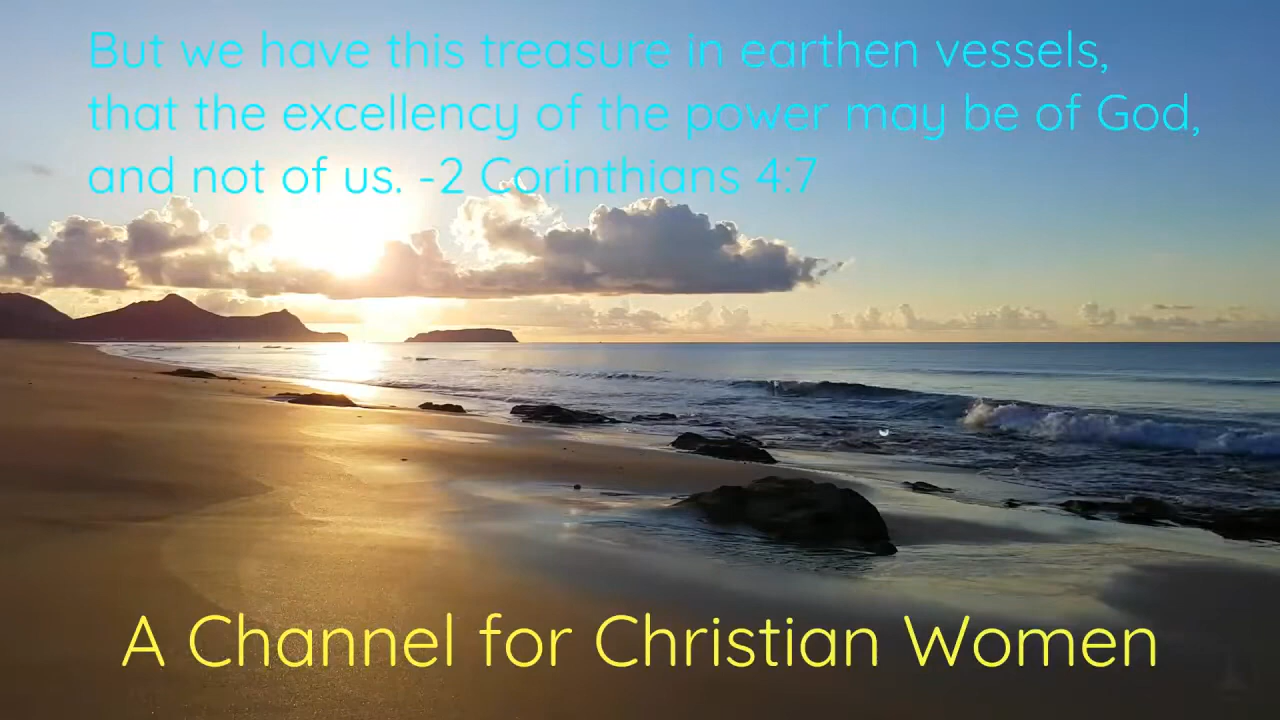 But we have this treasure in earthen vessels,
that the excellency of the power may be of God,
and not of us. -2 Corinthians 4:7
A Channel for Christian Women